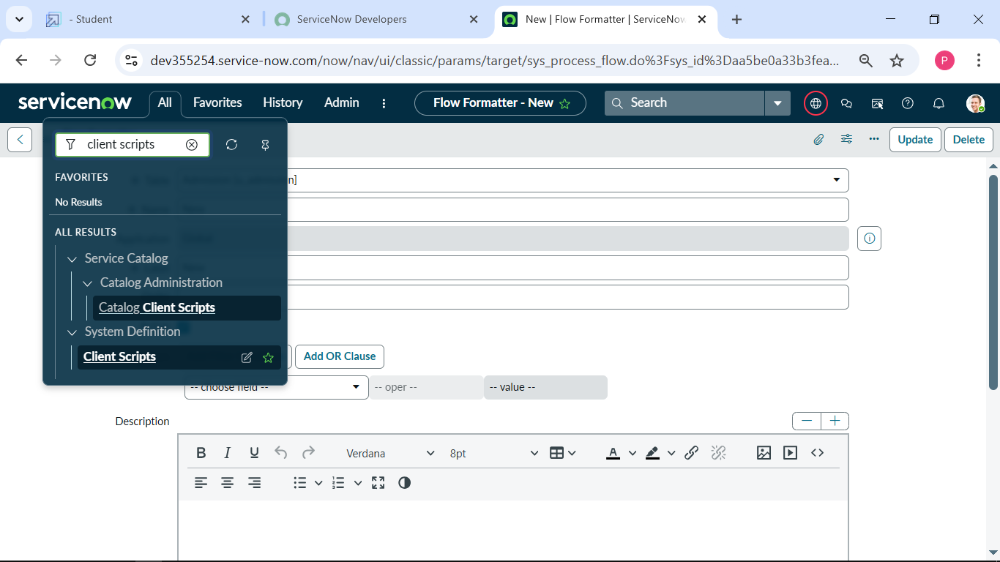 - Student
ServiceNow Developers
New | Flow Formatter | ServiceNow
dev355254.service-now.com/now/nav/ui/classic/params/target/sys_process_flow.do%3Fsys_id%3Daa5be0a33b3fea...
P
servicenow
All
Favorites
History
Admin
Flow Formatter - New
Search
client scripts
Update
Delete
FAVORITES
n]
No Results
ALL RESULTS
Service Catalog
Catalog Administration
Catalog Client Scripts
System Definition
Client Scripts
Add OR Clause
-- choose field --
-- oper --
-- value --
Description
B I U
Verdana
8pt
A